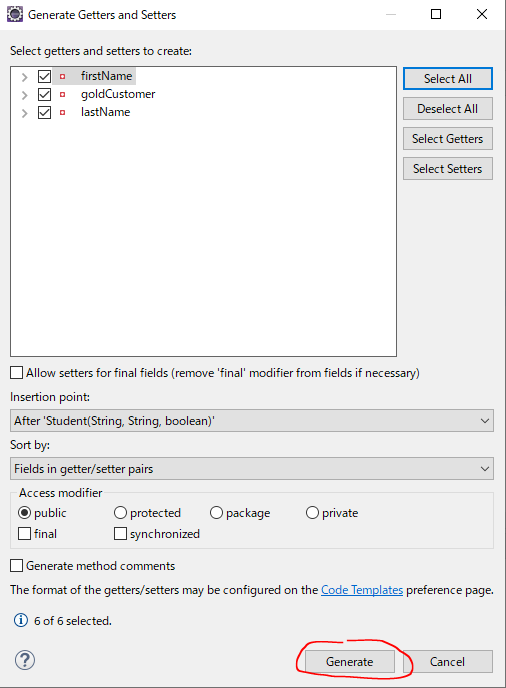 Generate Getters and Setters
Select getters and setters to create:
firstName
goldCustomer
lastName
Select All
Deselect All
Select Getters
Select Setters
Allow setters for final fields (remove 'final' modifier from fields if necessary)
Insertion point:
After 'Student(String, String, boolean)'
Sort by:
Fields in getter/setter pairs
Access modifier
public protected package private
final synchronized
Generate method comments
The format of the getters/setters may be configured on the Code Templates preference page.
6 of 6 selected.
Generate Cancel